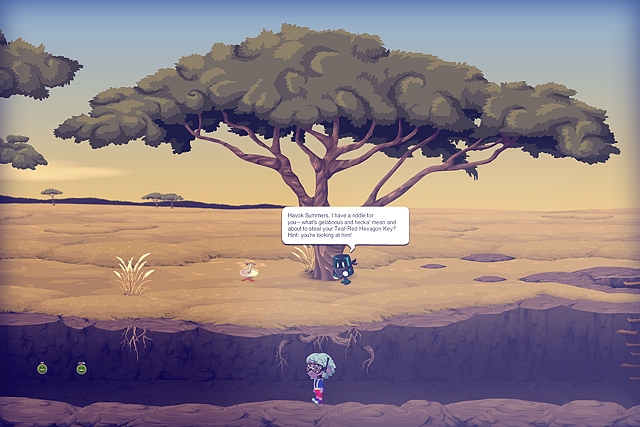 Havok Summers, I have a riddle for
you—what's gelatinous and hecka' mean and
about to steal your Teal-Red Hexagon Key?
Hint: you're looking at him!